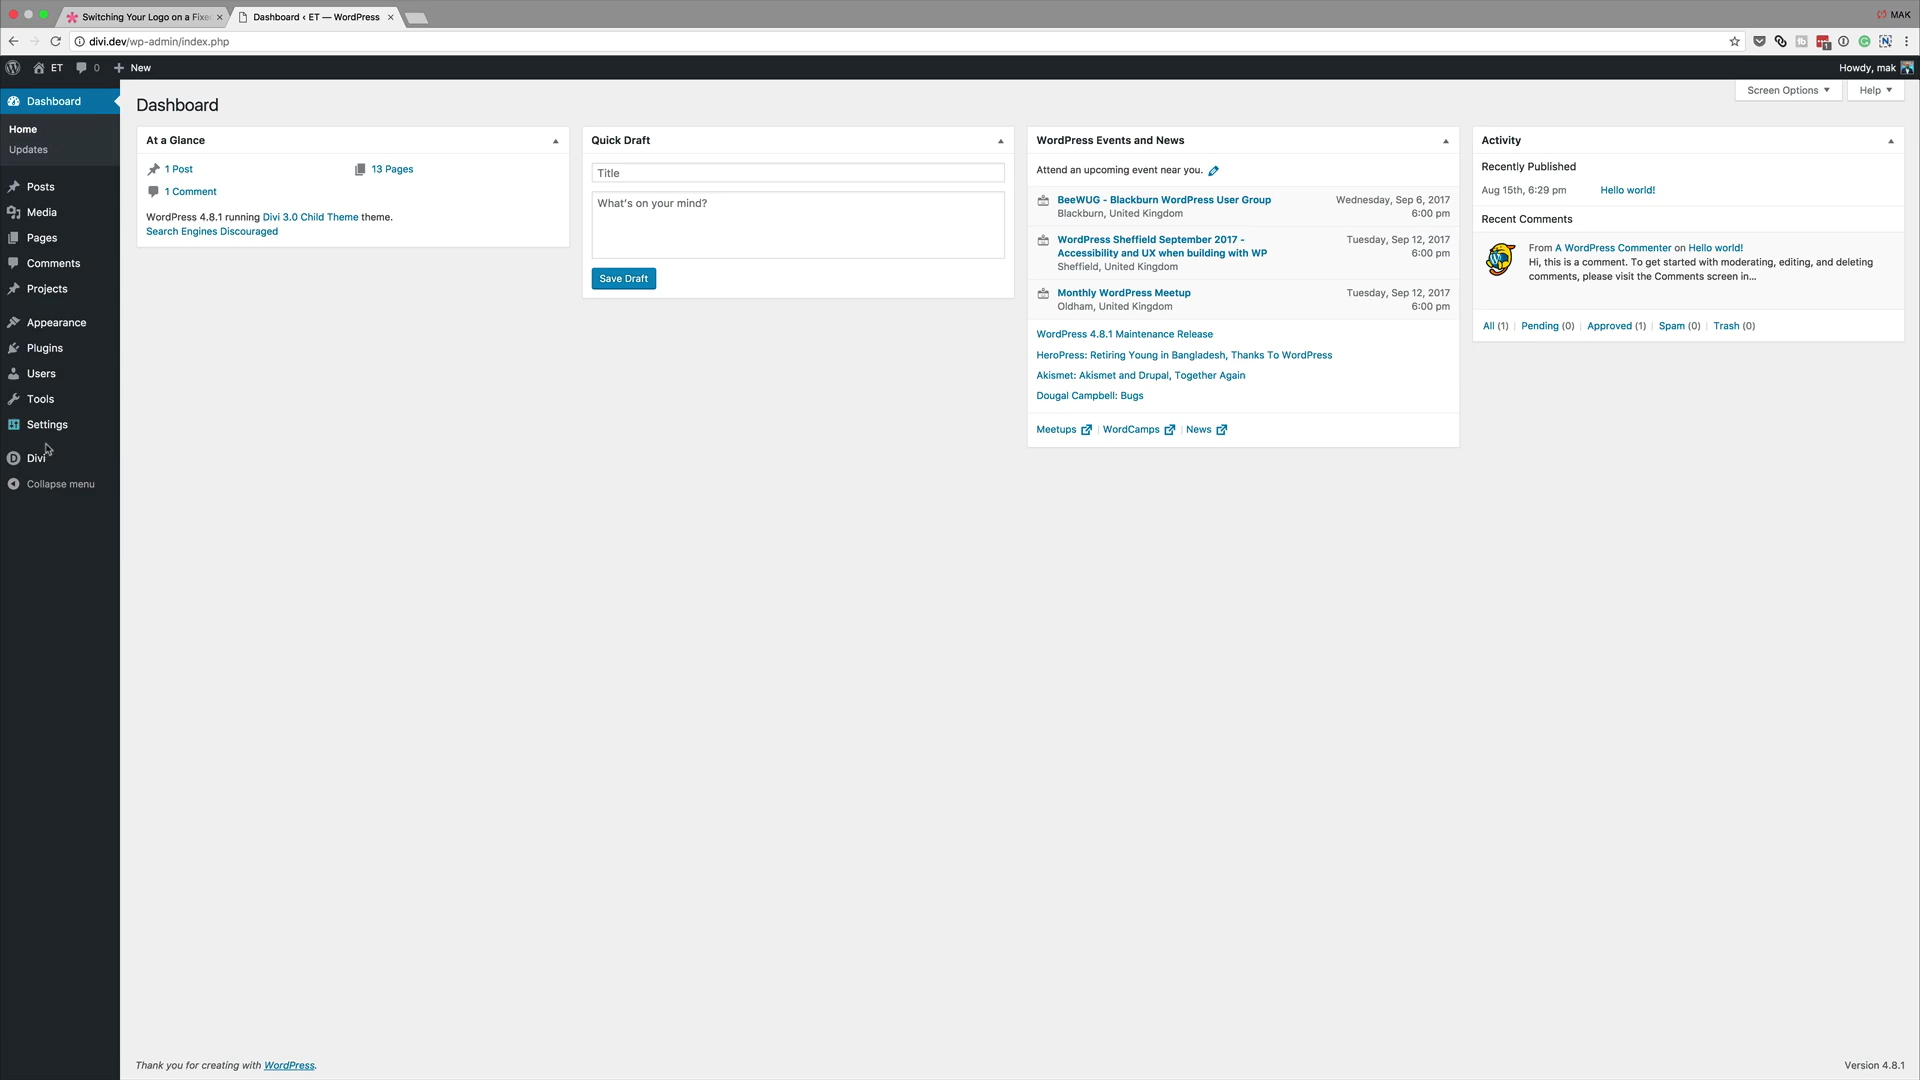 Switching Your Logo on a Fixe
Dashboard ‹ ET — WordPress
MAK
divi.dev/wp-admin/index.php
ET
0
New
Howdy, mak
Dashboard
Home
Updates
Posts
Media
Pages
Comments
Projects
Appearance
Plugins
Users
Tools
Settings
Divi
Collapse menu
Dashboard
Screen Options
Help
At a Glance
1 Post
13 Pages
1 Comment
WordPress 4.8.1 running Divi 3.0 Child Theme theme.
Search Engines Discouraged
Quick Draft
Title
What's on your mind?
Save Draft
WordPress Events and News
Attend an upcoming event near you.
BeeWUG - Blackburn WordPress User Group
Blackburn, United Kingdom
Wednesday, Sep 6, 2017
6:00 pm
WordPress Sheffield September 2017 -
Accessibility and UX when building with WP
Sheffield, United Kingdom
Tuesday, Sep 12, 2017
6:00 pm
Monthly WordPress Meetup
Oldham, United Kingdom
Tuesday, Sep 12, 2017
6:00 pm
WordPress 4.8.1 Maintenance Release
HeroPress: Retiring Young in Bangladesh, Thanks To WordPress
Akismet: Akismet and Drupal, Together Again
Dougal Campbell: Bugs
Meetups | WordCamps | News
Activity
Recently Published
Aug 15th, 6:29 pm
Hello world!
Recent Comments
From A WordPress Commenter on Hello world!
Hi, this is a comment. To get started with moderating, editing, and deleting
comments, please visit the Comments screen in…
All (1) | Pending (0) | Approved (1) | Spam (0) | Trash (0)
Thank you for creating with WordPress.
Version 4.8.1